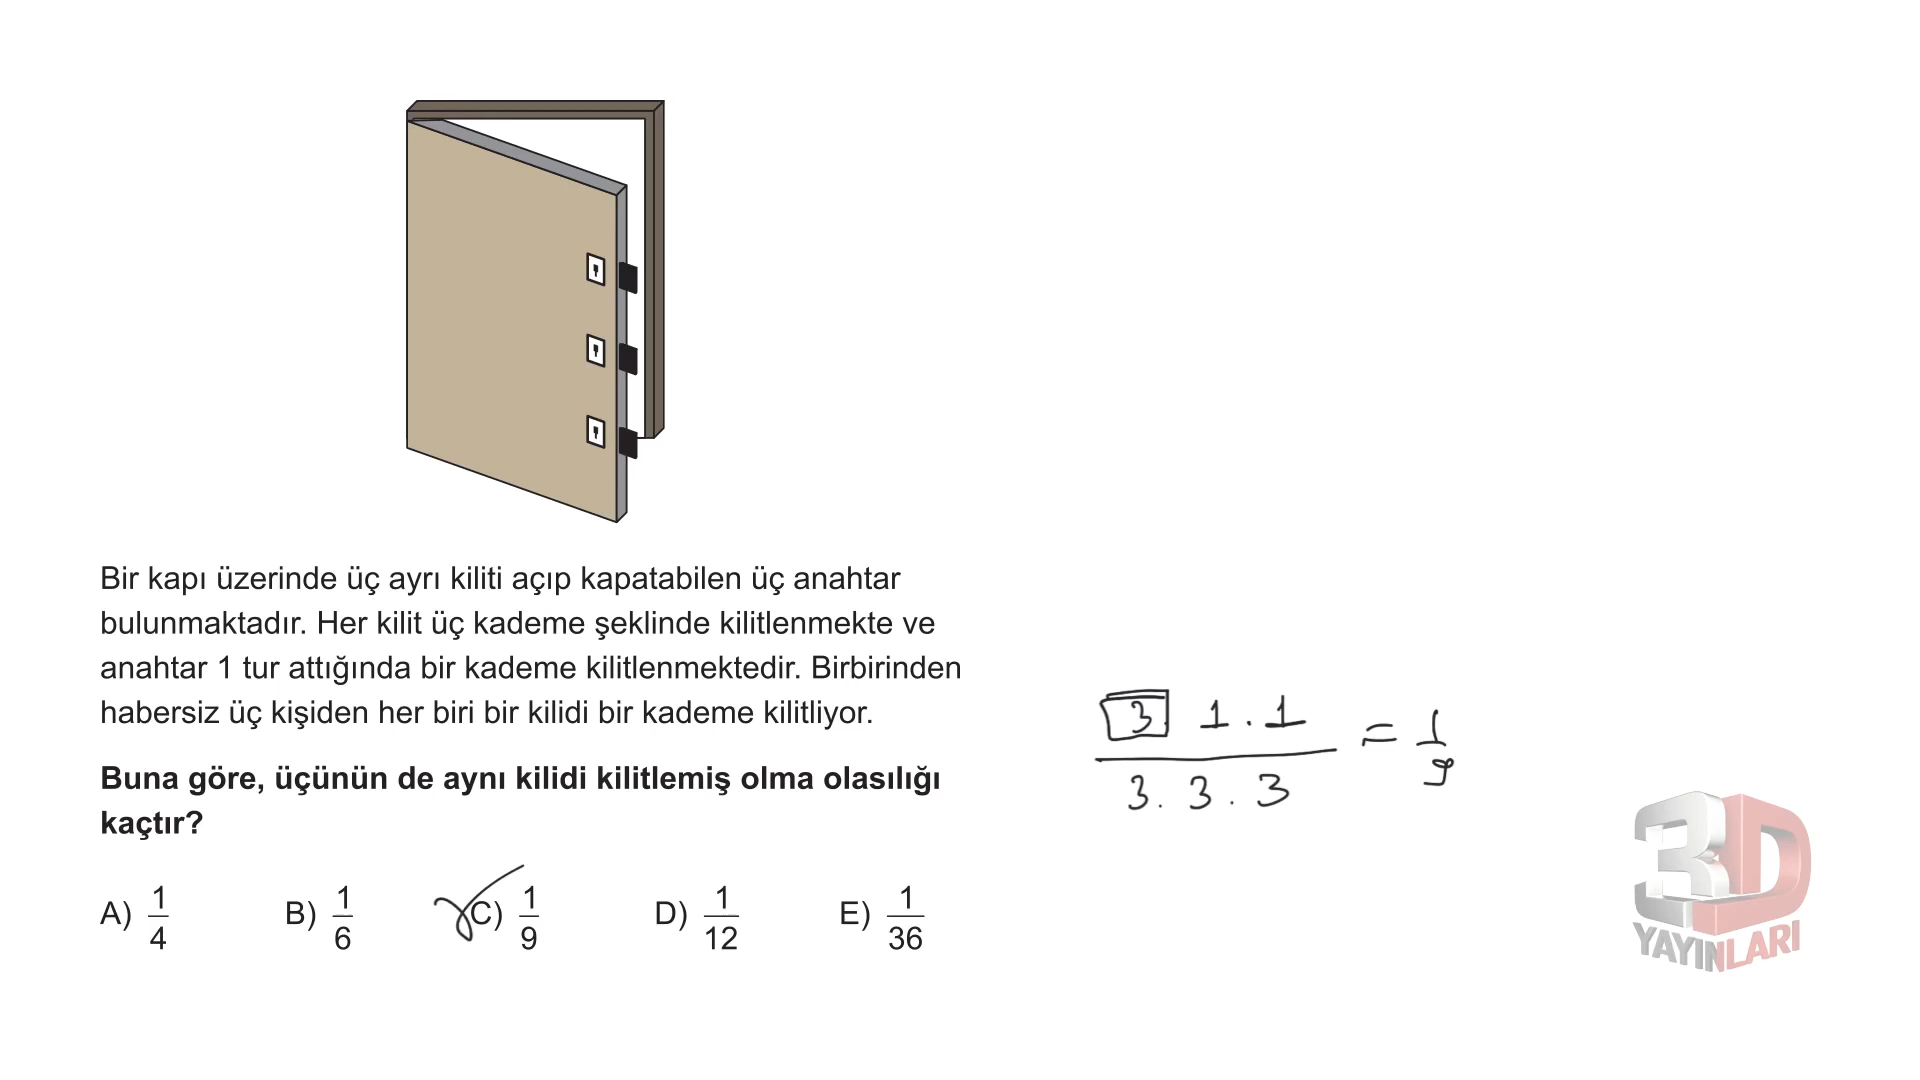 Bir kapı üzerinde üç ayrı kiliti açıp kapatabilen üç anahtar
bulunmaktadır. Her kilit üç kademe şeklinde kilitlenmekte ve
anahtar 1 tur attığında bir kademe kilitlenmektedir. Birbirinden
habersiz üç kişiden her biri bir kilidi bir kademe kilitliyor.
Buna göre, üçünün de aynı kilidi kilitlemiş olma olasılığı
kaçtır?
A) 1/4 B) 1/6 C) 1/9 D) 1/12 E) 1/36
3 1 . 1 / 3 . 3 . 3 = 1/9
3D
YAYINLARI